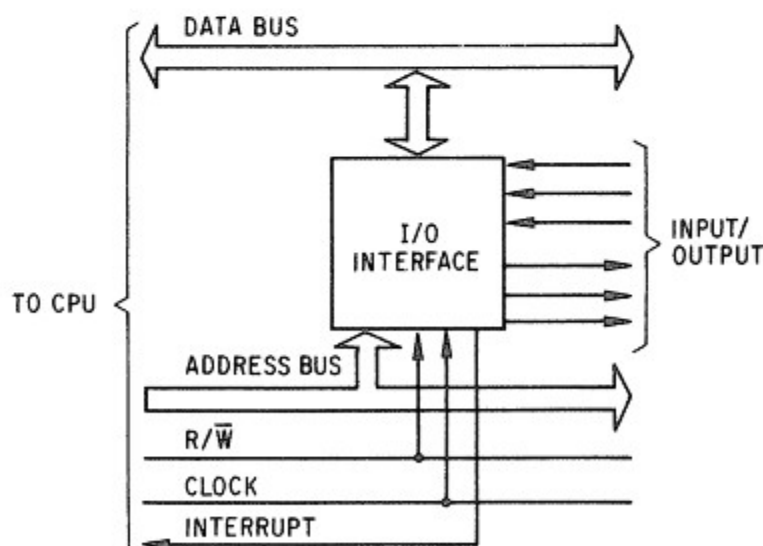 DATA BUS
I/O
INTERFACE
INPUT/
OUTPUT
TO CPU
ADDRESS BUS
R/W̅
CLOCK
INTERRUPT